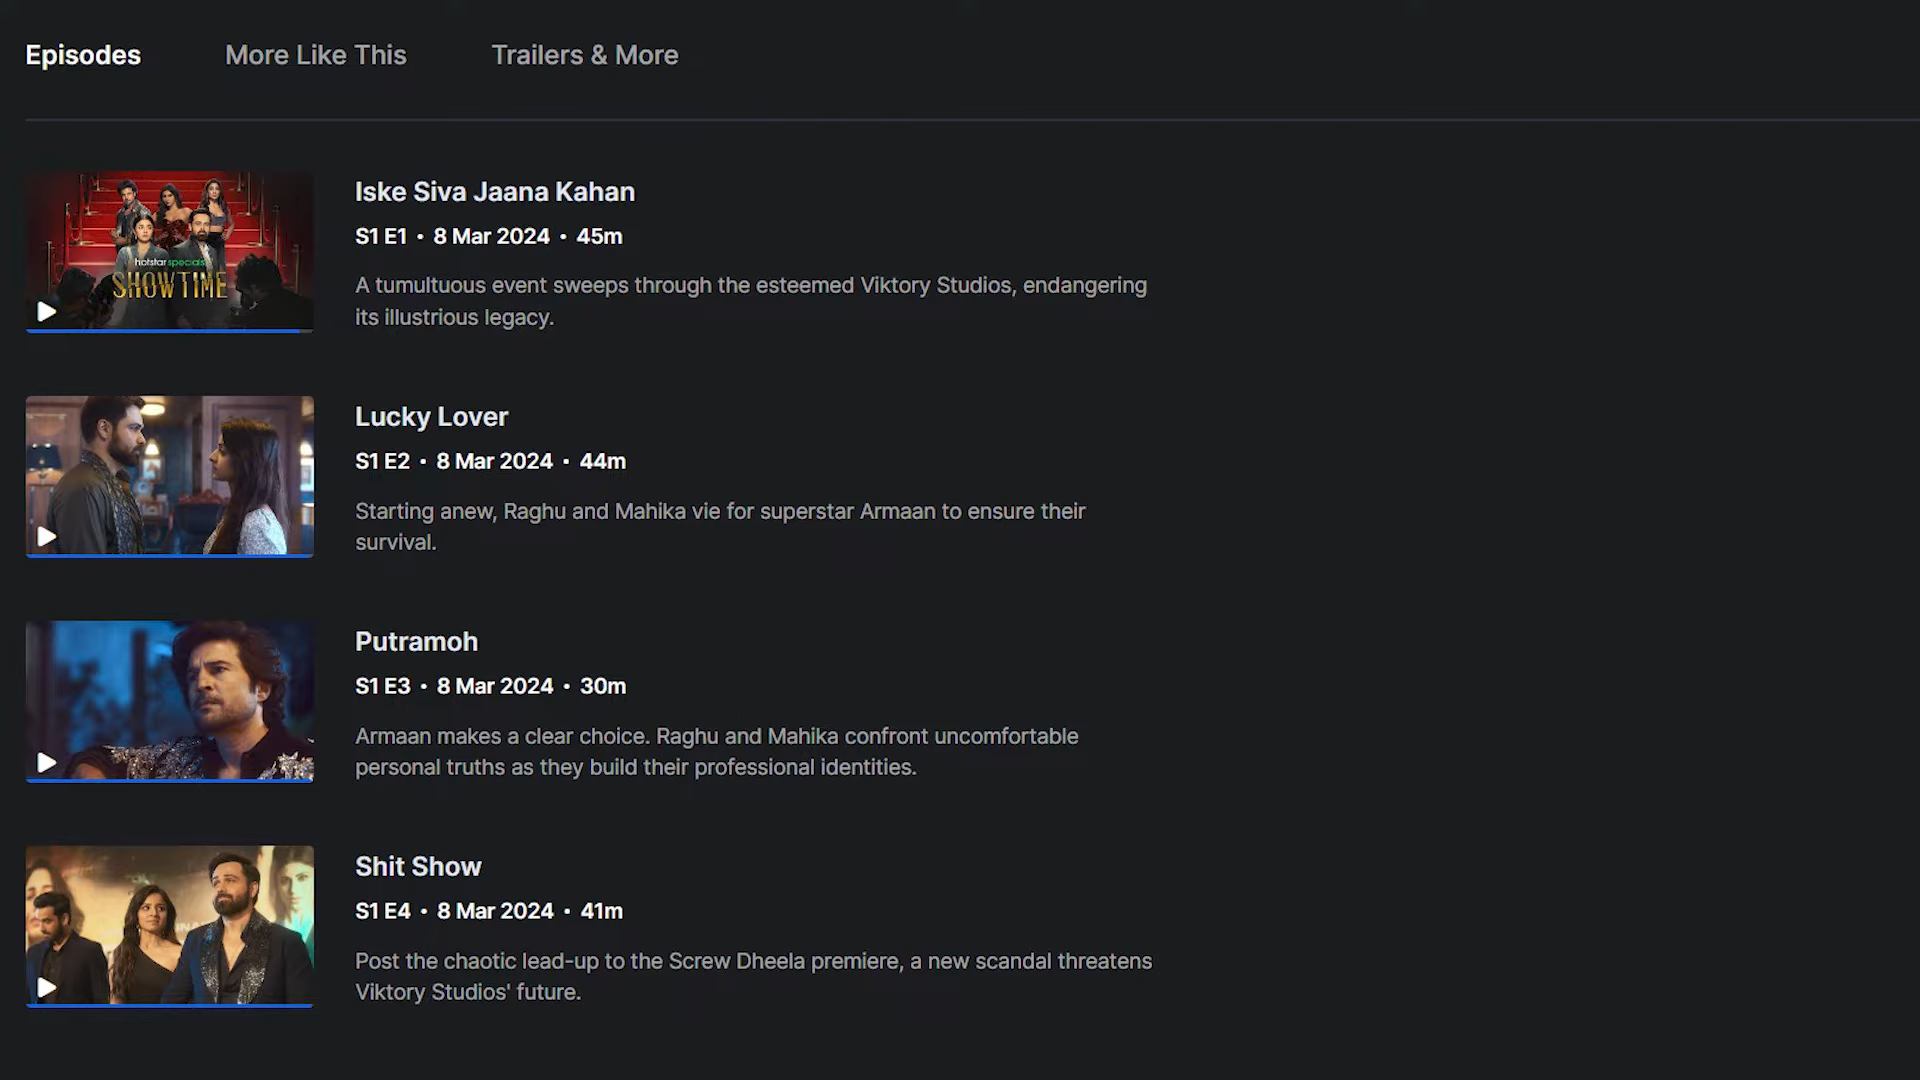 Episodes
More Like This
Trailers & More
hotstar specials
SHOWTIME
Iske Siva Jaana Kahan
S1 E1 • 8 Mar 2024 • 45m
A tumultuous event sweeps through the esteemed Viktory Studios, endangering
its illustrious legacy.
Lucky Lover
S1 E2 • 8 Mar 2024 • 44m
Starting anew, Raghu and Mahika vie for superstar Armaan to ensure their
survival.
Putramoh
S1 E3 • 8 Mar 2024 • 30m
Armaan makes a clear choice. Raghu and Mahika confront uncomfortable
personal truths as they build their professional identities.
Shit Show
S1 E4 • 8 Mar 2024 • 41m
Post the chaotic lead-up to the Screw Dheela premiere, a new scandal threatens
Viktory Studios' future.